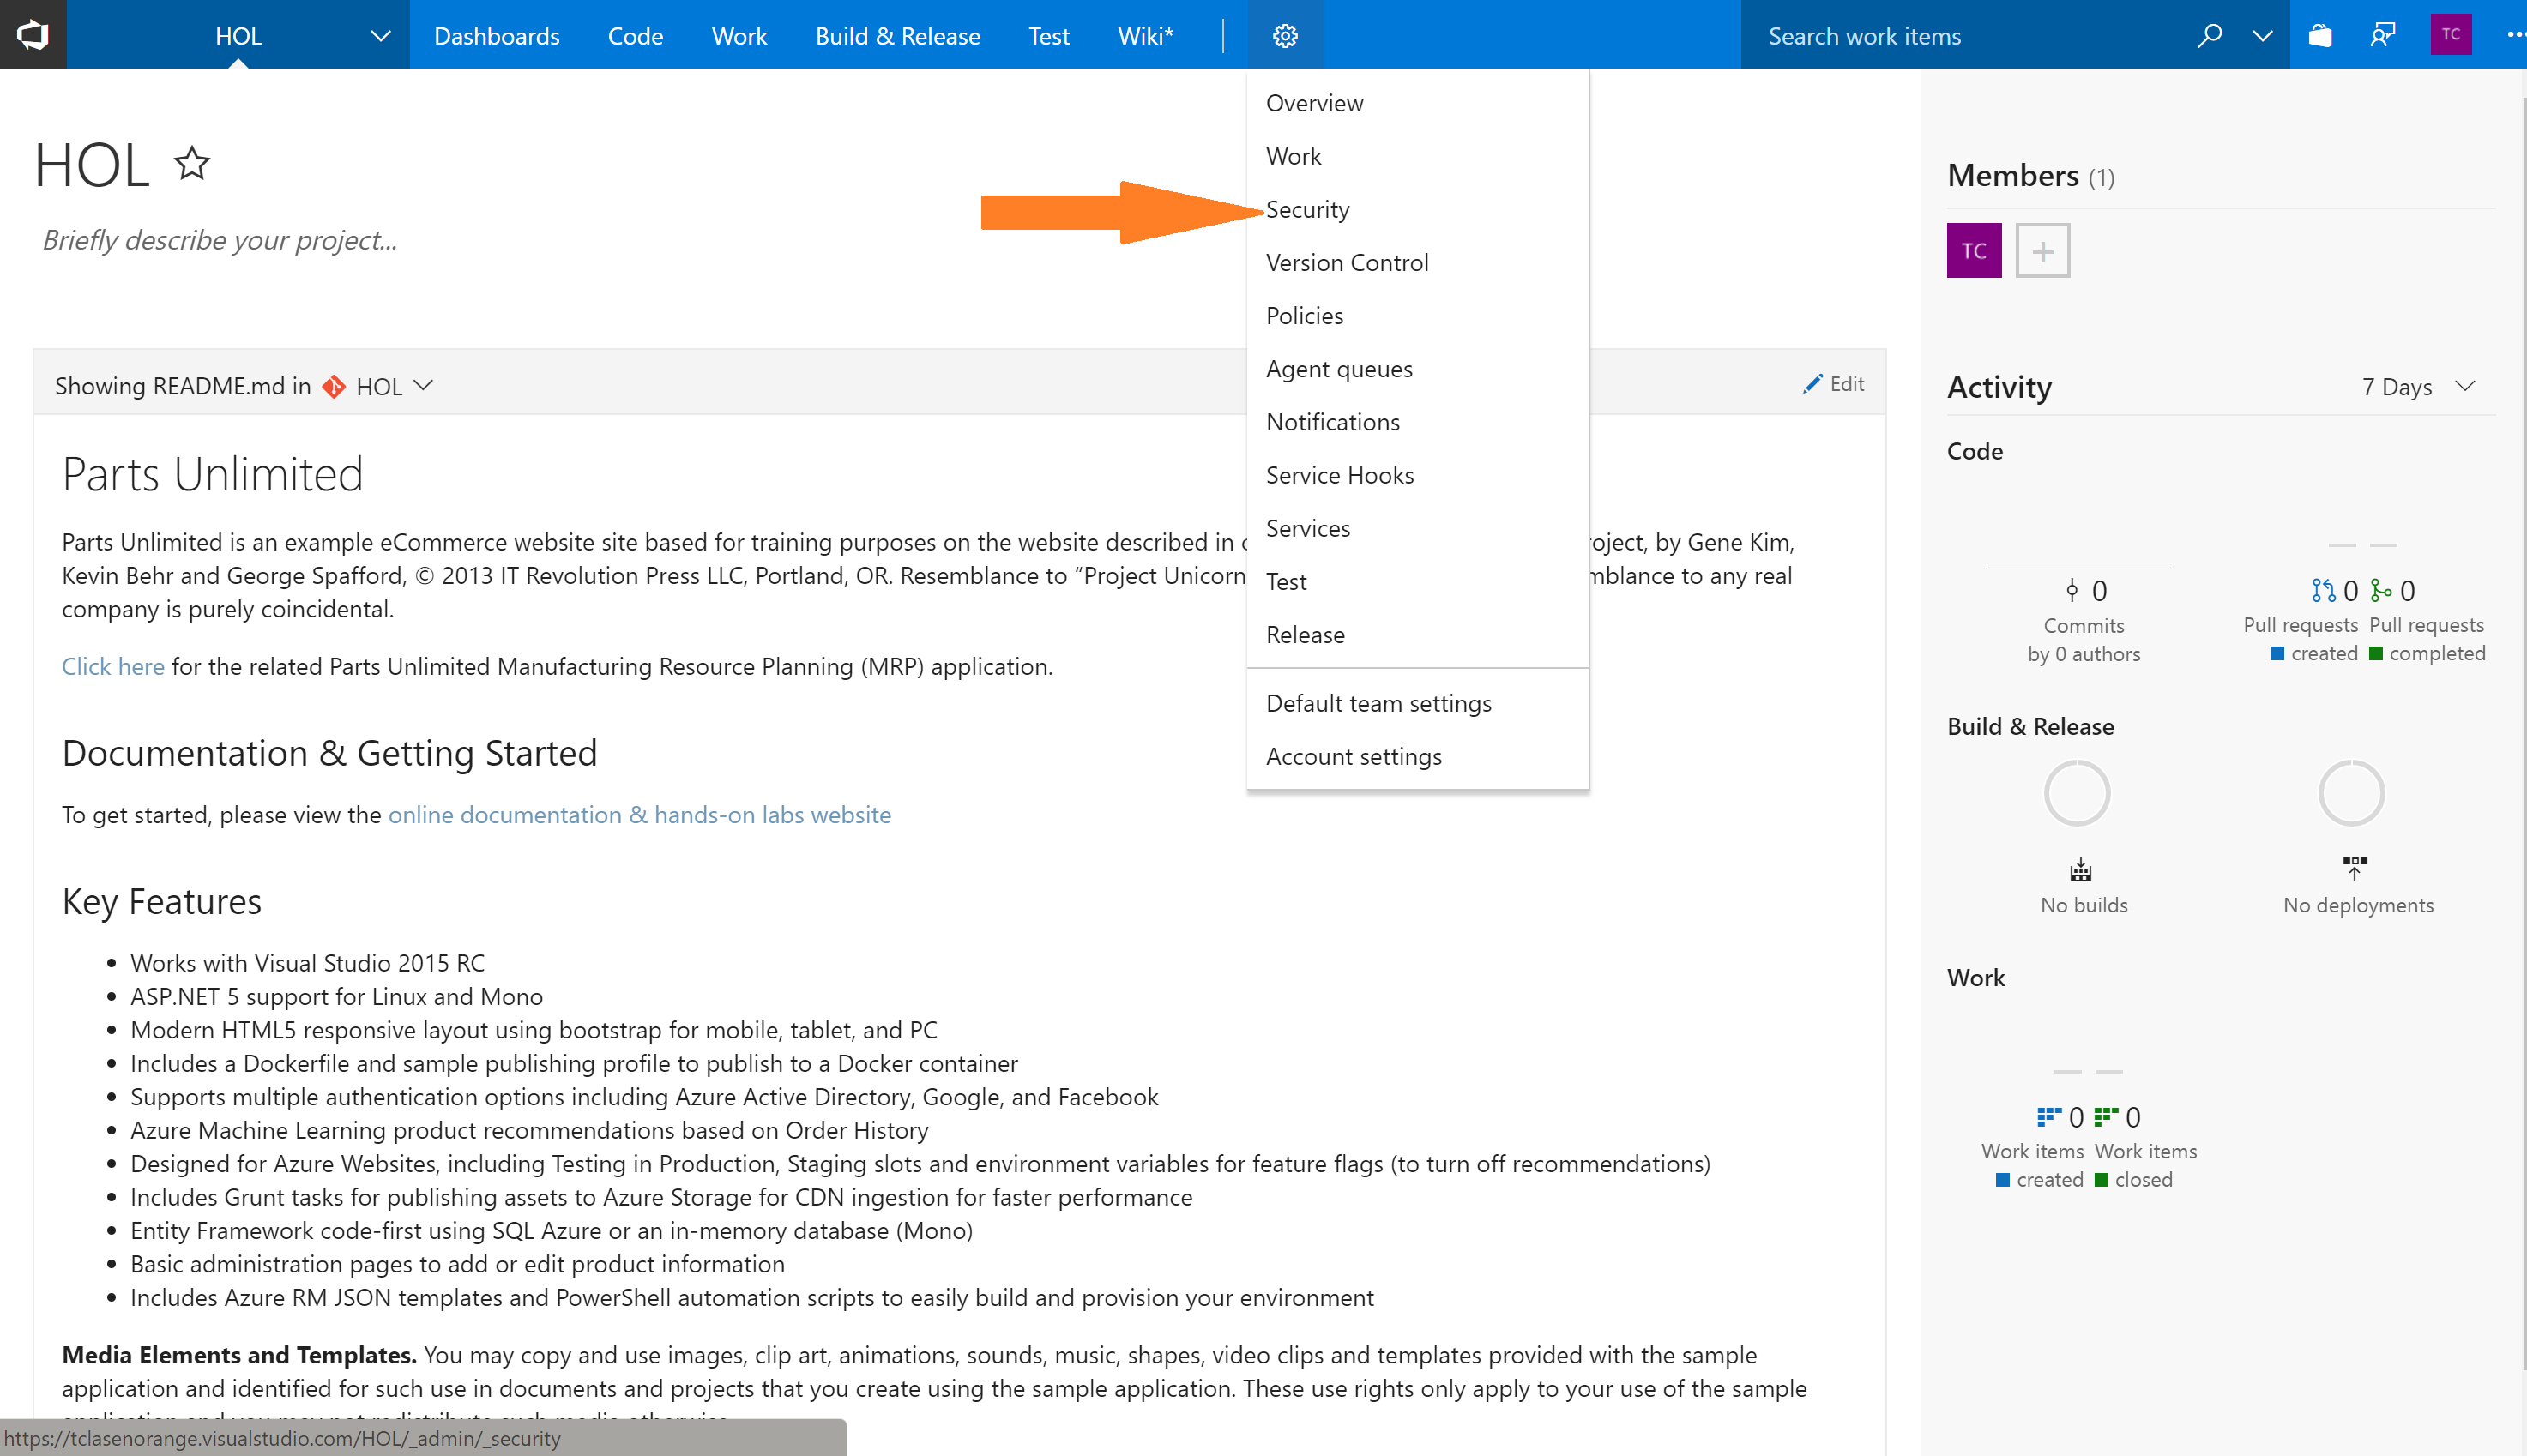 HOL
Dashboards Code Work Build & Release Test Wiki*
Search work items
TC
HOL
Briefly describe your project...
Overview
Work
Security
Version Control
Policies
Agent queues
Notifications
Service Hooks
Services
Test
Release
Default team settings
Account settings
Showing README.md in HOL
Edit
Parts Unlimited
Parts Unlimited is an example eCommerce website site based for training purposes on the website described in oject, by Gene Kim,
Kevin Behr and George Spafford, © 2013 IT Revolution Press LLC, Portland, OR. Resemblance to “Project Unicorn mblance to any real
company is purely coincidental.
Click here for the related Parts Unlimited Manufacturing Resource Planning (MRP) application.
Documentation & Getting Started
To get started, please view the online documentation & hands-on labs website
Key Features
• Works with Visual Studio 2015 RC
• ASP.NET 5 support for Linux and Mono
• Modern HTML5 responsive layout using bootstrap for mobile, tablet, and PC
• Includes a Dockerfile and sample publishing profile to publish to a Docker container
• Supports multiple authentication options including Azure Active Directory, Google, and Facebook
• Azure Machine Learning product recommendations based on Order History
• Designed for Azure Websites, including Testing in Production, Staging slots and environment variables for feature flags (to turn off recommendations)
• Includes Grunt tasks for publishing assets to Azure Storage for CDN ingestion for faster performance
• Entity Framework code-first using SQL Azure or an in-memory database (Mono)
• Basic administration pages to add or edit product information
• Includes Azure RM JSON templates and PowerShell automation scripts to easily build and provision your environment
Media Elements and Templates. You may copy and use images, clip art, animations, sounds, music, shapes, video clips and templates provided with the sample
application and identified for such use in documents and projects that you create using the sample application. These use rights only apply to your use of the sample
https://tclasenorange.visualstudio.com/HOL/_admin/_security
Members (1)
TC
Activity
7 Days
Code
0
Commits
by 0 authors
0 0
Pull requests Pull requests
created completed
Build & Release
No builds
No deployments
Work
0 0
Work items Work items
created closed